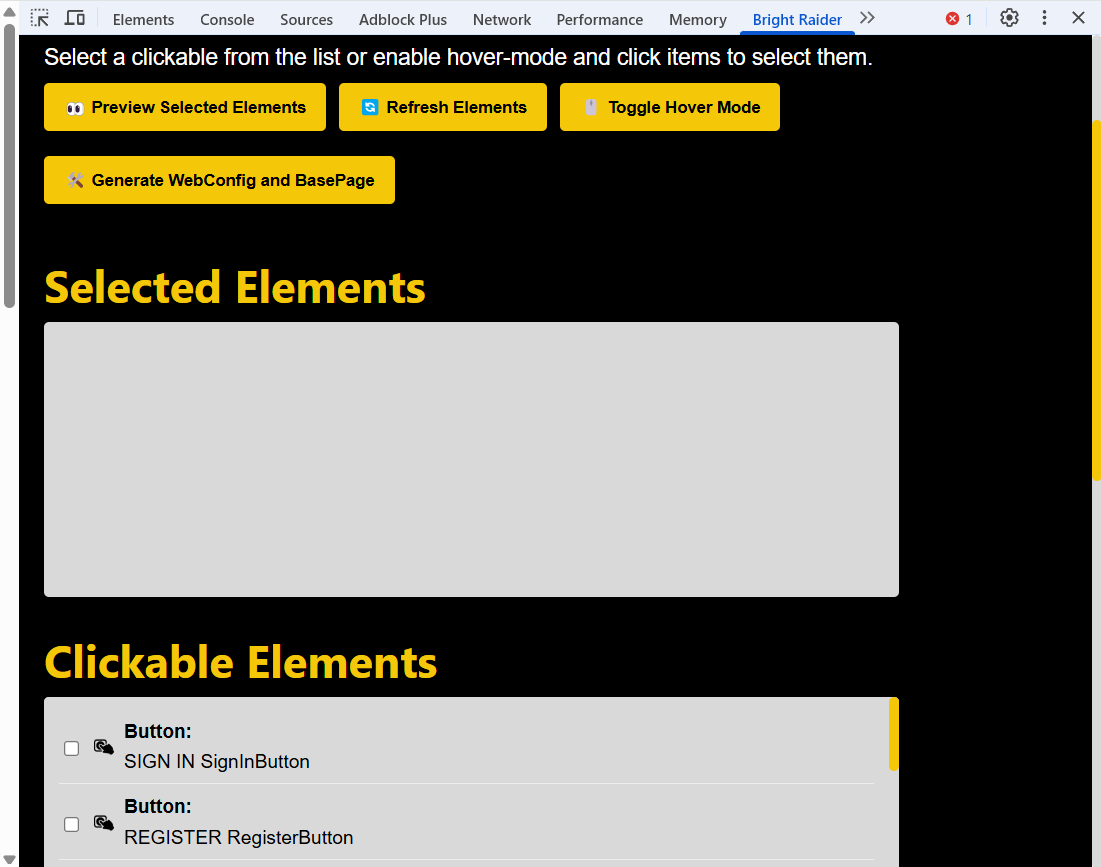 Elements Console Sources Adblock Plus Network Performance Memory Bright Raider 1
Select a clickable from the list or enable hover-mode and click items to select them.
Preview Selected Elements Refresh Elements Toggle Hover Mode
Generate WebConfig and BasePage
Selected Elements
Clickable Elements
Button:
SIGN IN SignInButton
Button:
REGISTER RegisterButton